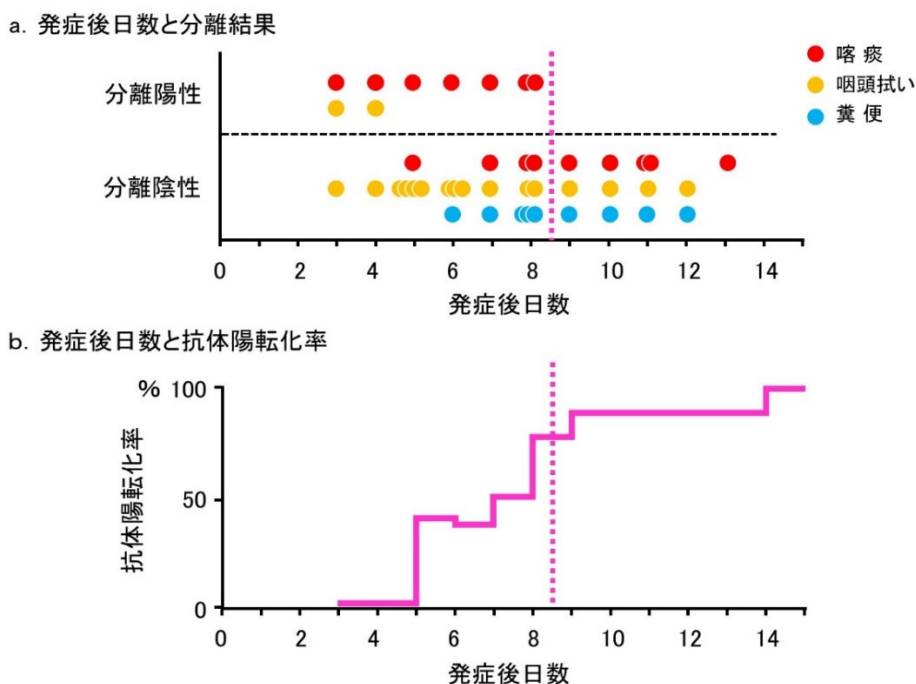 a. 発症後日数と分離結果
喀痰
咽頭拭い
糞便
分離陽性
分離陰性
0 2 4 6 8 10 12 14
発症後日数
b. 発症後日数と抗体陽転化率
% 100
50
0
抗体陽転化率
0 2 4 6 8 10 12 14
発症後日数